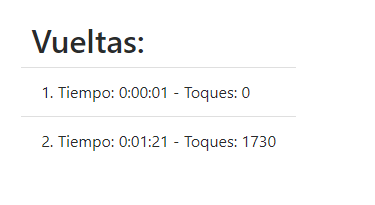 Vueltas:
1. Tiempo: 0:00:01 - Toques: 0
2. Tiempo: 0:01:21 - Toques: 1730